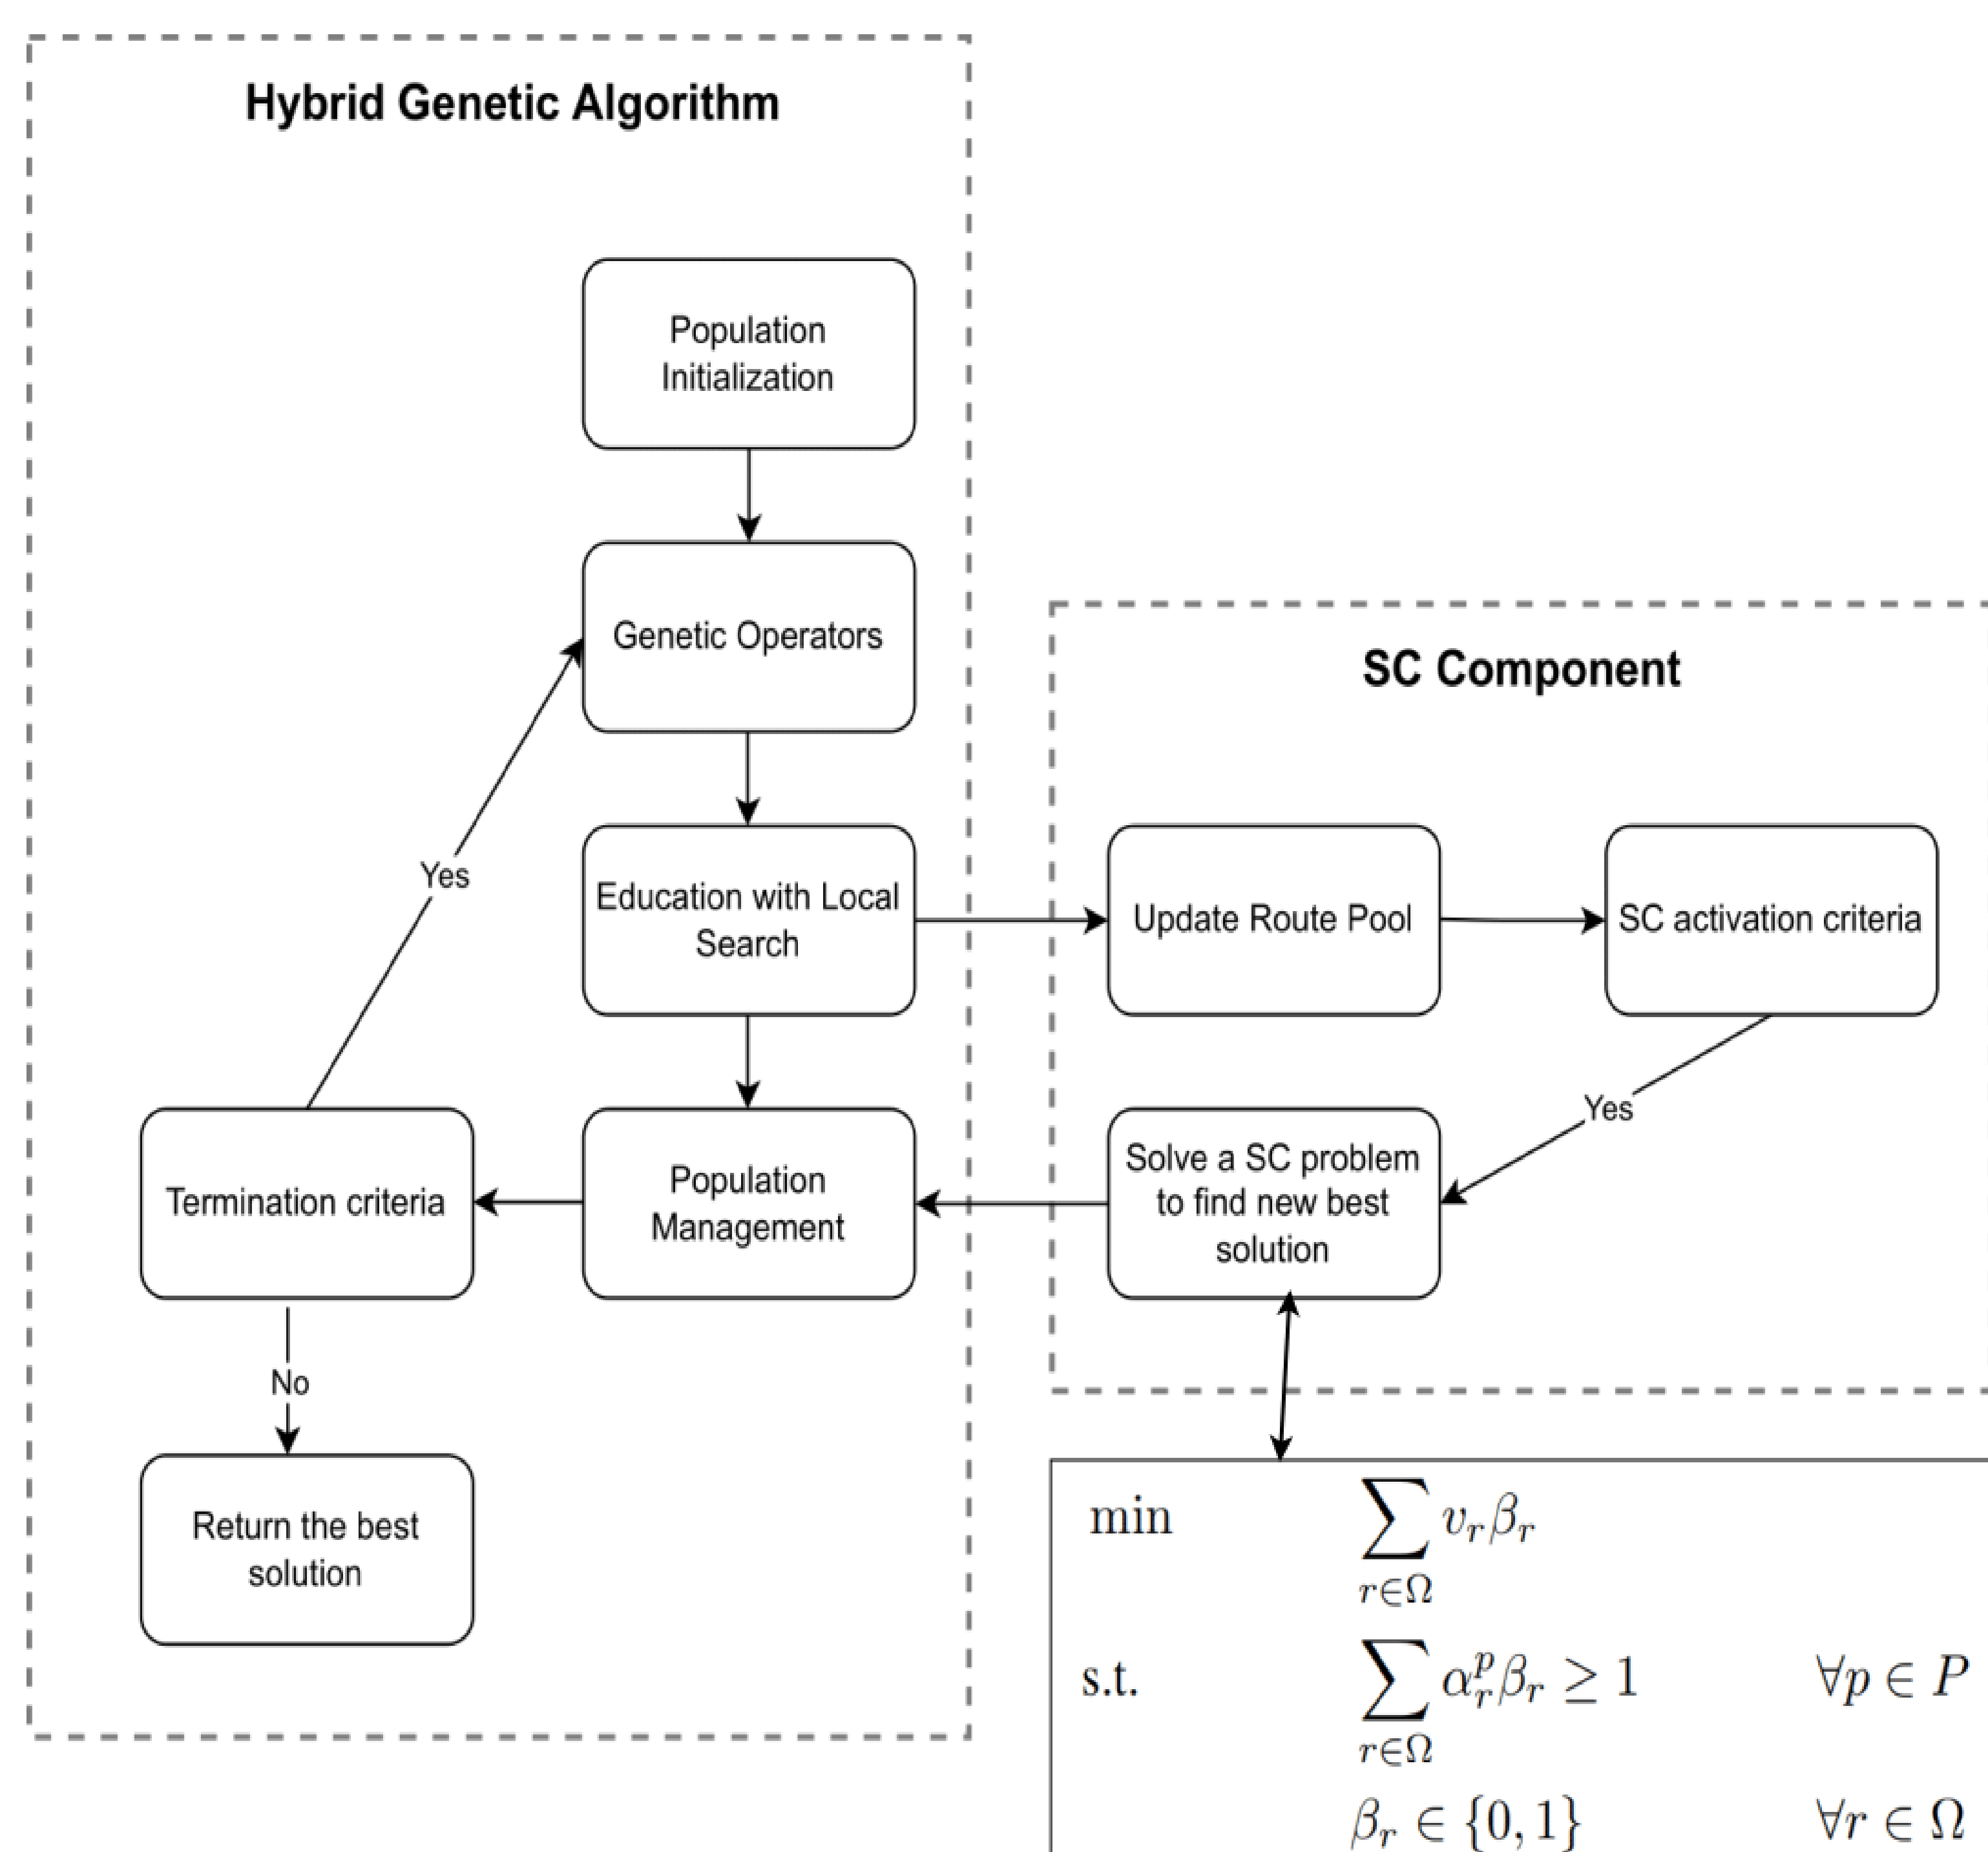 Hybrid Genetic Algorithm
Population
Initialization
Genetic Operators
Yes
Education with Local
Search
Termination criteria
Population
Management
No
Return the best
solution
SC Component
Update Route Pool
SC activation criteria
Yes
Solve a SC problem
to find new best
solution
min ∑_{r∈Ω} v_r β_r
s.t. ∑_{r∈Ω} α_r^p β_r ≥ 1 ∀p ∈ P
β_r ∈ {0, 1} ∀r ∈ Ω